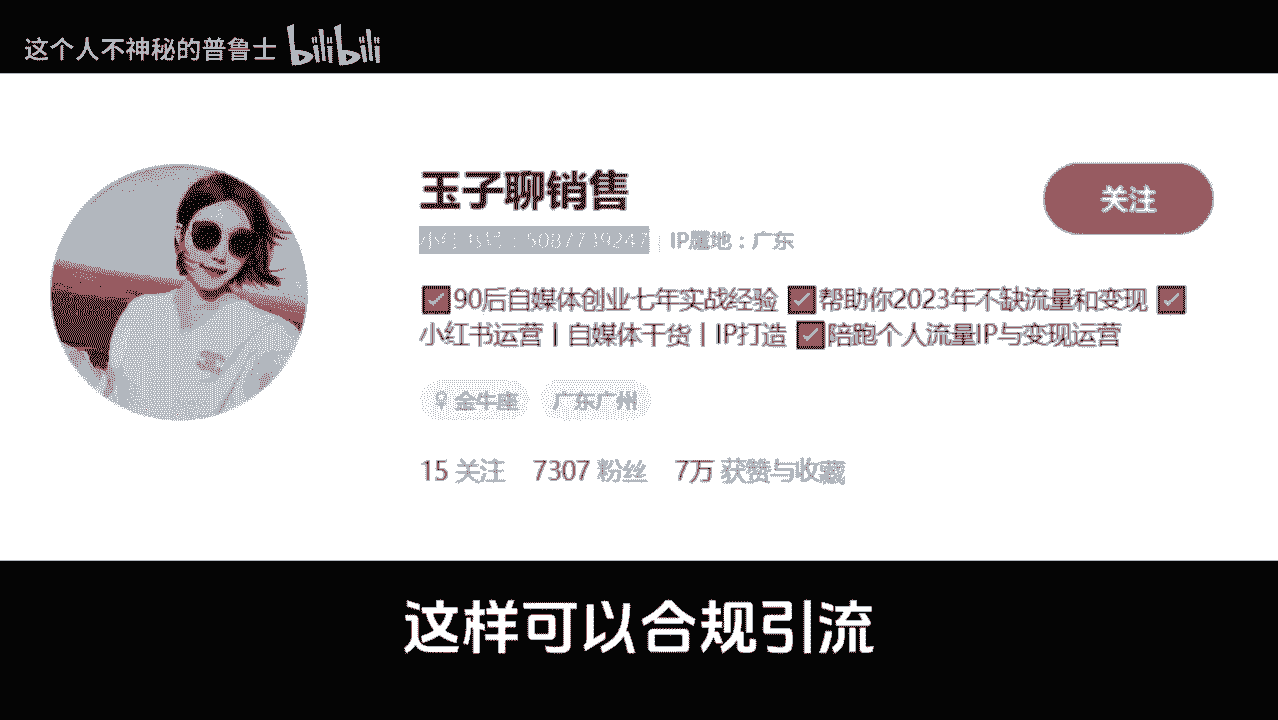 这个人不神秘的普鲁士 bilibili
玉子聊销售
关注
小红书号：5087739247 IP属地：广东
✅90后自媒体创业七年实战经验 ✅帮助你2023年不缺流量和变现 ✅
小红书运营丨自媒体干货丨IP打造 ✅陪跑个人流量IP与变现运营
♀ 金牛座 广东广州
15 关注 7307 粉丝 7万 获赞与收藏
这样可以合规引流